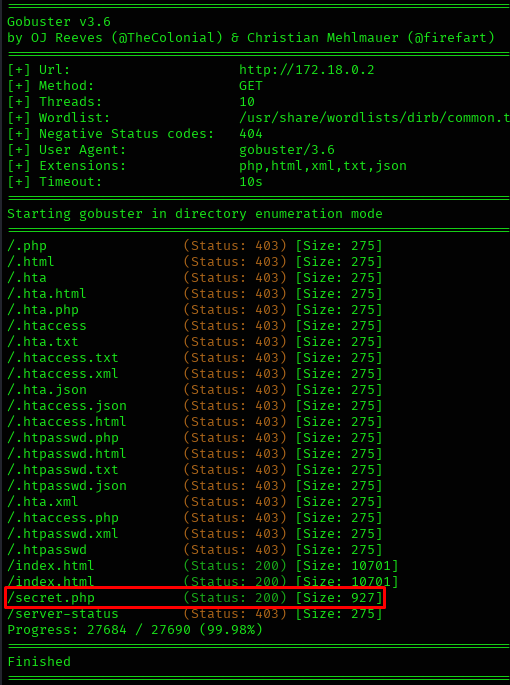 Gobuster v3.6
by OJ Reeves (@TheColonial) & Christian Mehlmauer (@firefart)
[+] Url: http://172.18.0.2
[+] Method: GET
[+] Threads: 10
[+] Wordlist: /usr/share/wordlists/dirb/common.t
[+] Negative Status codes: 404
[+] User Agent: gobuster/3.6
[+] Extensions: php,html,xml,txt,json
[+] Timeout: 10s
Starting gobuster in directory enumeration mode
/.php (Status: 403) [Size: 275]
/.html (Status: 403) [Size: 275]
/.hta (Status: 403) [Size: 275]
/.hta.html (Status: 403) [Size: 275]
/.hta.php (Status: 403) [Size: 275]
/.htaccess (Status: 403) [Size: 275]
/.hta.txt (Status: 403) [Size: 275]
/.htaccess.txt (Status: 403) [Size: 275]
/.htaccess.xml (Status: 403) [Size: 275]
/.hta.json (Status: 403) [Size: 275]
/.htaccess.json (Status: 403) [Size: 275]
/.htaccess.html (Status: 403) [Size: 275]
/.htpasswd.php (Status: 403) [Size: 275]
/.htpasswd.html (Status: 403) [Size: 275]
/.htpasswd.txt (Status: 403) [Size: 275]
/.htpasswd.json (Status: 403) [Size: 275]
/.hta.xml (Status: 403) [Size: 275]
/.htaccess.php (Status: 403) [Size: 275]
/.htpasswd.xml (Status: 403) [Size: 275]
/.htpasswd (Status: 403) [Size: 275]
/index.html (Status: 200) [Size: 10701]
/index.html (Status: 200) [Size: 10701]
/secret.php (Status: 200) [Size: 927]
/server-status (Status: 403) [Size: 275]
Progress: 27684 / 27690 (99.98%)
Finished